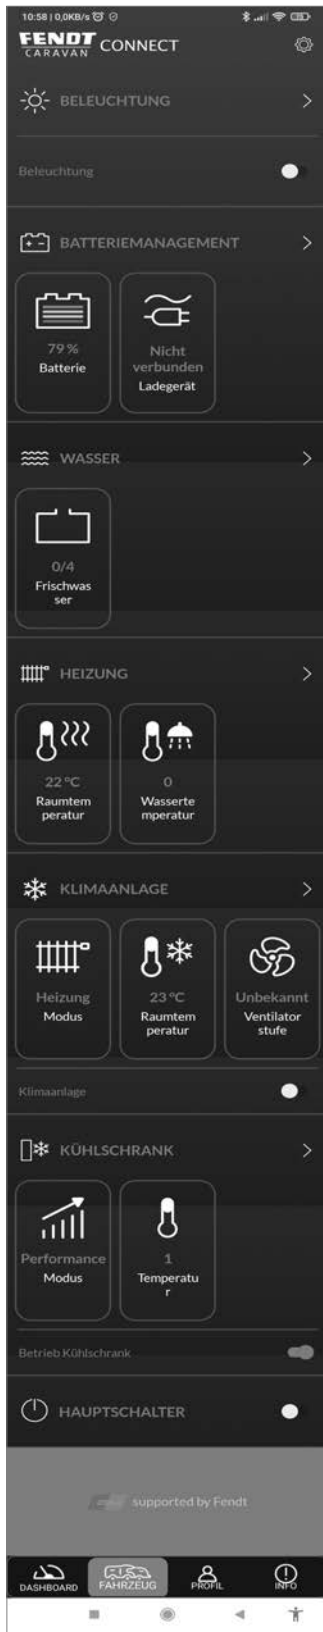 10:58 | 0,0KB/s
FENDT CONNECT
CARAVAN
BELEUCHTUNG
Beleuchtung
BATTERIEMANAGEMENT
79 %
Batterie
Nicht
verbunden
Ladegerät
WASSER
0/4
Frischwas
ser
HEIZUNG
22 °C
Raumtem
peratur
0
Wasserte
mperatur
KLIMAANLAGE
Heizung
Modus
23 °C
Raumtem
peratur
Unbekannt
Ventilator
stufe
Klimaanlage
KÜHLSCHRANK
Performance
Modus
1
Temperatu
r
Betrieb Kühlschrank
HAUPTSCHALTER
supported by Fendt
DASHBOARD FAHRZEUG PROFIL INFO